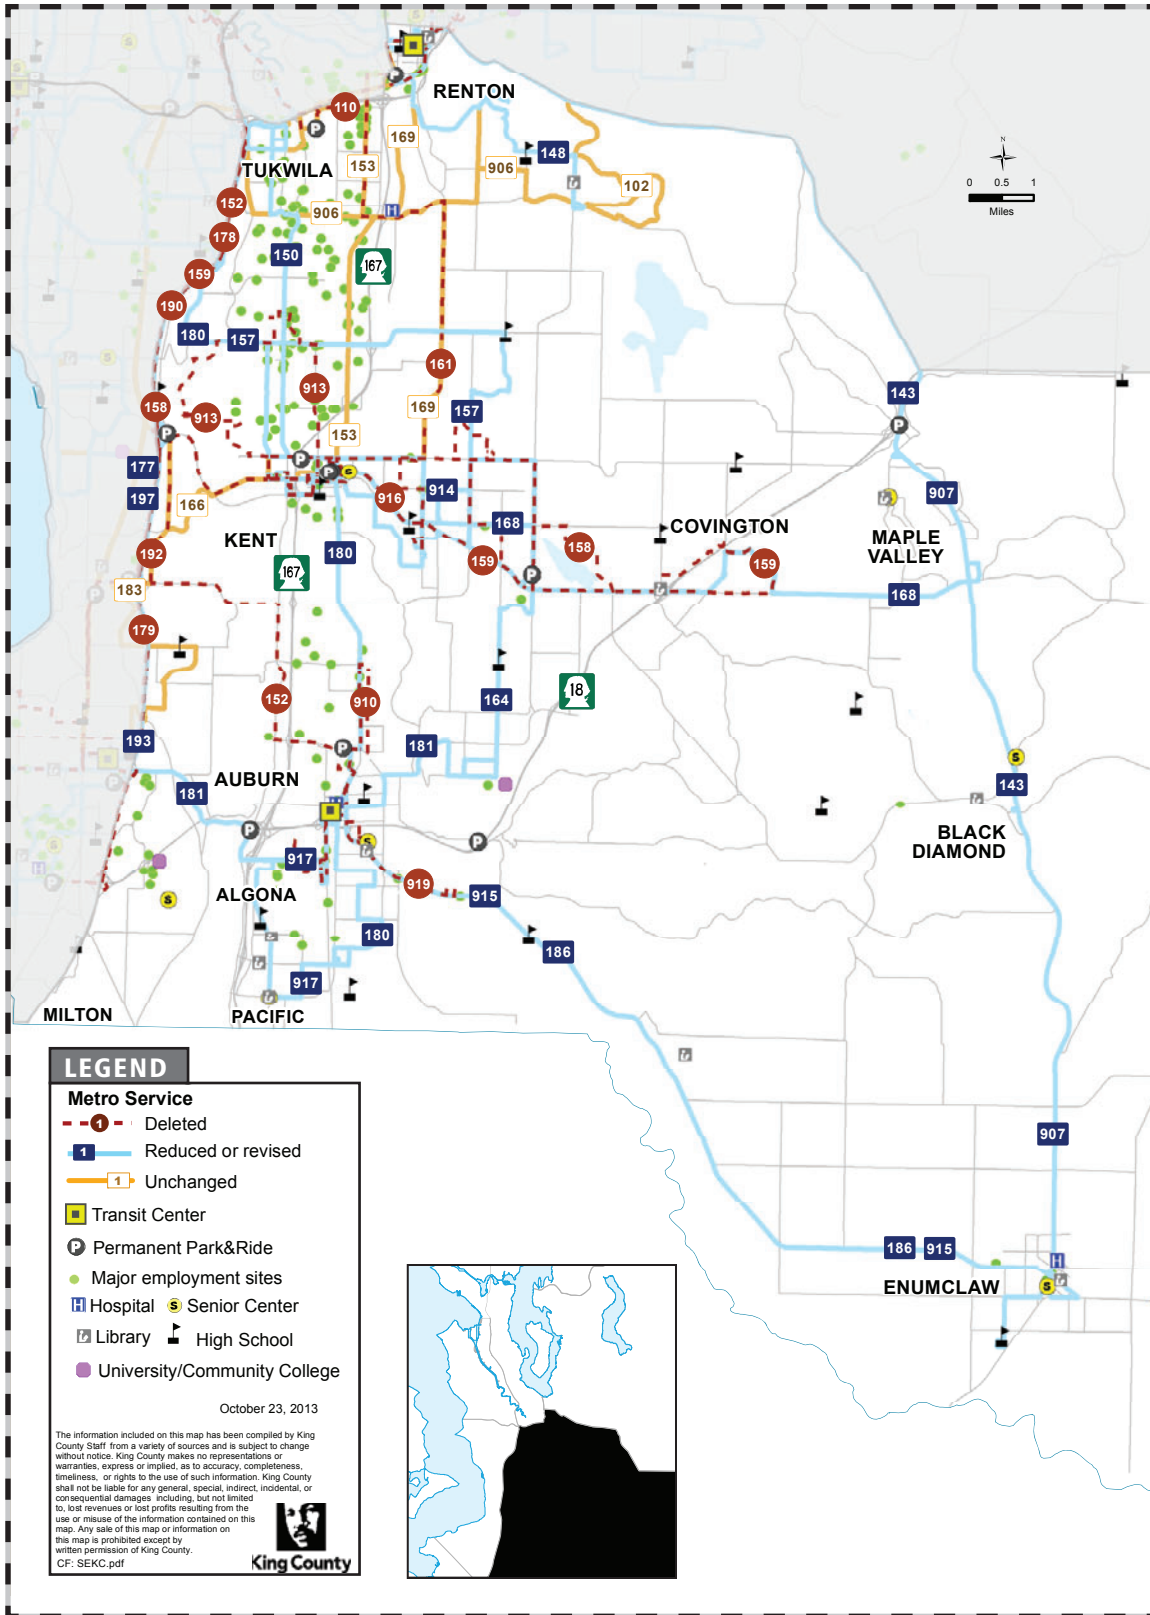 RENTON
110
169
153
148
906
TUKWILA
102
N
0 0.5 1
Miles
152
906
178
150
167
159
190
180
157
161
913
143
158
169
157
913
153
177
914
907
197
916
166
168
COVINGTON
MAPLE
VALLEY
KENT
192
180
159
158
159
167
183
168
179
152
910
164
18
193
181
AUBURN
181
143
BLACK
DIAMOND
917
919
ALGONA
915
180
186
917
MILTON
PACIFIC
907
186
915
ENUMCLAW
LEGEND
Metro Service
1 Deleted
1 Reduced or revised
1 Unchanged
Transit Center
P Permanent Park&Ride
Major employment sites
H Hospital S Senior Center
Library High School
University/Community College
October 23, 2013
The information included on this map has been compiled by King
County Staff from a variety of sources and is subject to change
without notice. King County makes no representations or
warranties, express or implied, as to accuracy, completeness,
timeliness, or rights to the use of such information. King County
shall not be liable for any general, special, indirect, incidental, or
consequential damages including, but not limited
to, lost revenues or lost profits resulting from the
use or misuse of the information contained on this
map. Any sale of this map or information on
this map is prohibited except by
written permission of King County.
CF: SEKC.pdf
King County